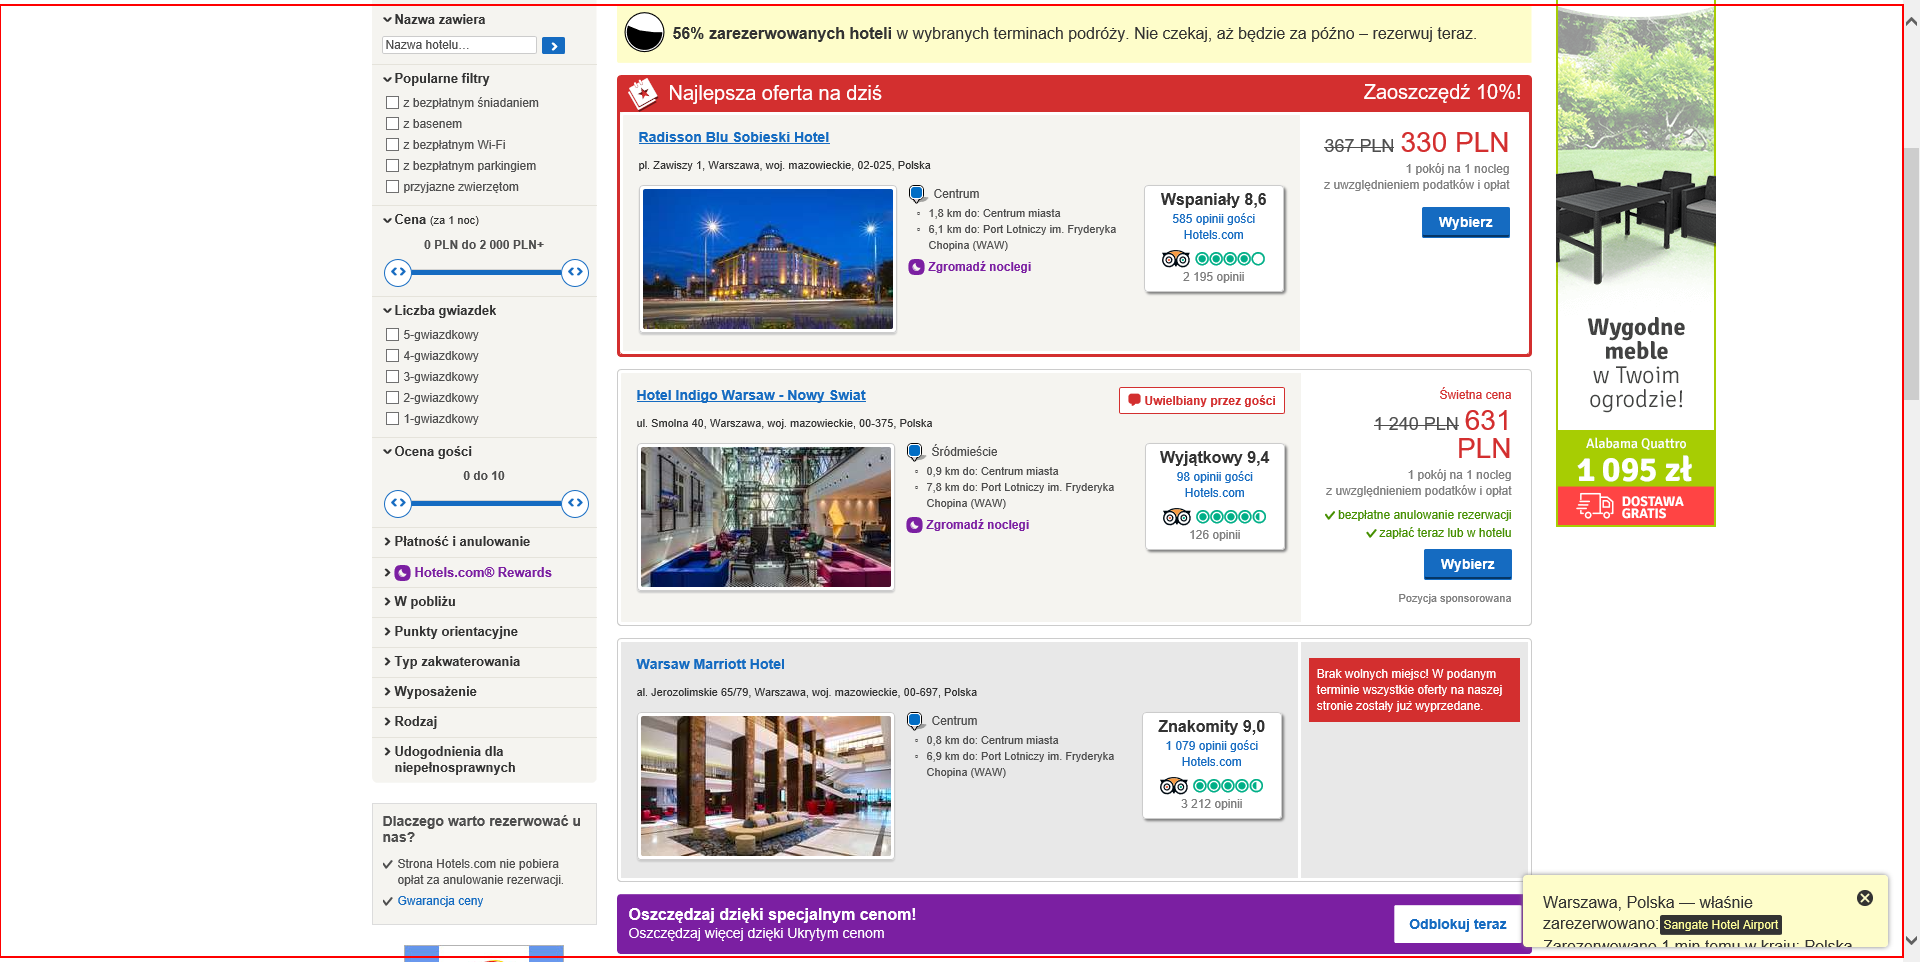 Nazwa zawiera
Nazwa hotelu...
Popularne filtry
z bezpłatnym śniadaniem
z basenem
z bezpłatnym Wi-Fi
z bezpłatnym parkingiem
przyjazne zwierzętom
Cena (za 1 noc)
0 PLN do 2 000 PLN+
Liczba gwiazdek
5-gwiazdkowy
4-gwiazdkowy
3-gwiazdkowy
2-gwiazdkowy
1-gwiazdkowy
Ocena gości
0 do 10
Płatność i anulowanie
Hotels.com® Rewards
W pobliżu
Punkty orientacyjne
Typ zakwaterowania
Wyposażenie
Rodzaj
Udogodnienia dla
niepełnosprawnych
Dlaczego warto rezerwować u
nas?
Strona Hotels.com nie pobiera
opłat za anulowanie rezerwacji.
Gwarancja ceny
56% zarezerwowanych hoteli w wybranych terminach podróży. Nie czekaj, aż będzie za późno – rezerwuj teraz.
Najlepsza oferta na dziś
Zaoszczędź 10%!
Radisson Blu Sobieski Hotel
pl. Zawiszy 1, Warszawa, woj. mazowieckie, 02-025, Polska
Centrum
1,8 km do: Centrum miasta
6,1 km do: Port Lotniczy im. Fryderyka
Chopina (WAW)
Zgromadź noclegi
Wspaniały 8,6
585 opinii gości
Hotels.com
2 195 opinii
367 PLN 330 PLN
1 pokój na 1 nocleg
z uwzględnieniem podatków i opłat
Wybierz
Hotel Indigo Warsaw - Nowy Swiat
Uwielbiany przez gości
ul. Smolna 40, Warszawa, woj. mazowieckie, 00-375, Polska
Śródmieście
0,9 km do: Centrum miasta
7,8 km do: Port Lotniczy im. Fryderyka
Chopina (WAW)
Zgromadź noclegi
Wyjątkowy 9,4
98 opinii gości
Hotels.com
126 opinii
Świetna cena
1 240 PLN 631
PLN
1 pokój na 1 nocleg
z uwzględnieniem podatków i opłat
bezpłatne anulowanie rezerwacji
zapłać teraz lub w hotelu
Wybierz
Pozycja sponsorowana
Warsaw Marriott Hotel
al. Jerozolimskie 65/79, Warszawa, woj. mazowieckie, 00-697, Polska
Centrum
0,8 km do: Centrum miasta
6,9 km do: Port Lotniczy im. Fryderyka
Chopina (WAW)
Znakomity 9,0
1 079 opinii gości
Hotels.com
3 212 opinii
Brak wolnych miejsc! W podanym
terminie wszystkie oferty na naszej
stronie zostały już wyprzedane.
Oszczędzaj dzięki specjalnym cenom!
Oszczędzaj więcej dzięki Ukrytym cenom
Odblokuj teraz
Wygodne
meble
w Twoim
ogrodzie!
Alabama Quattro
1 095 zł
DOSTAWA
GRATIS
Warszawa, Polska — właśnie
zarezerwowano: Sangate Hotel Airport
Zarezerwowano 1 min temu w kraju: Polska